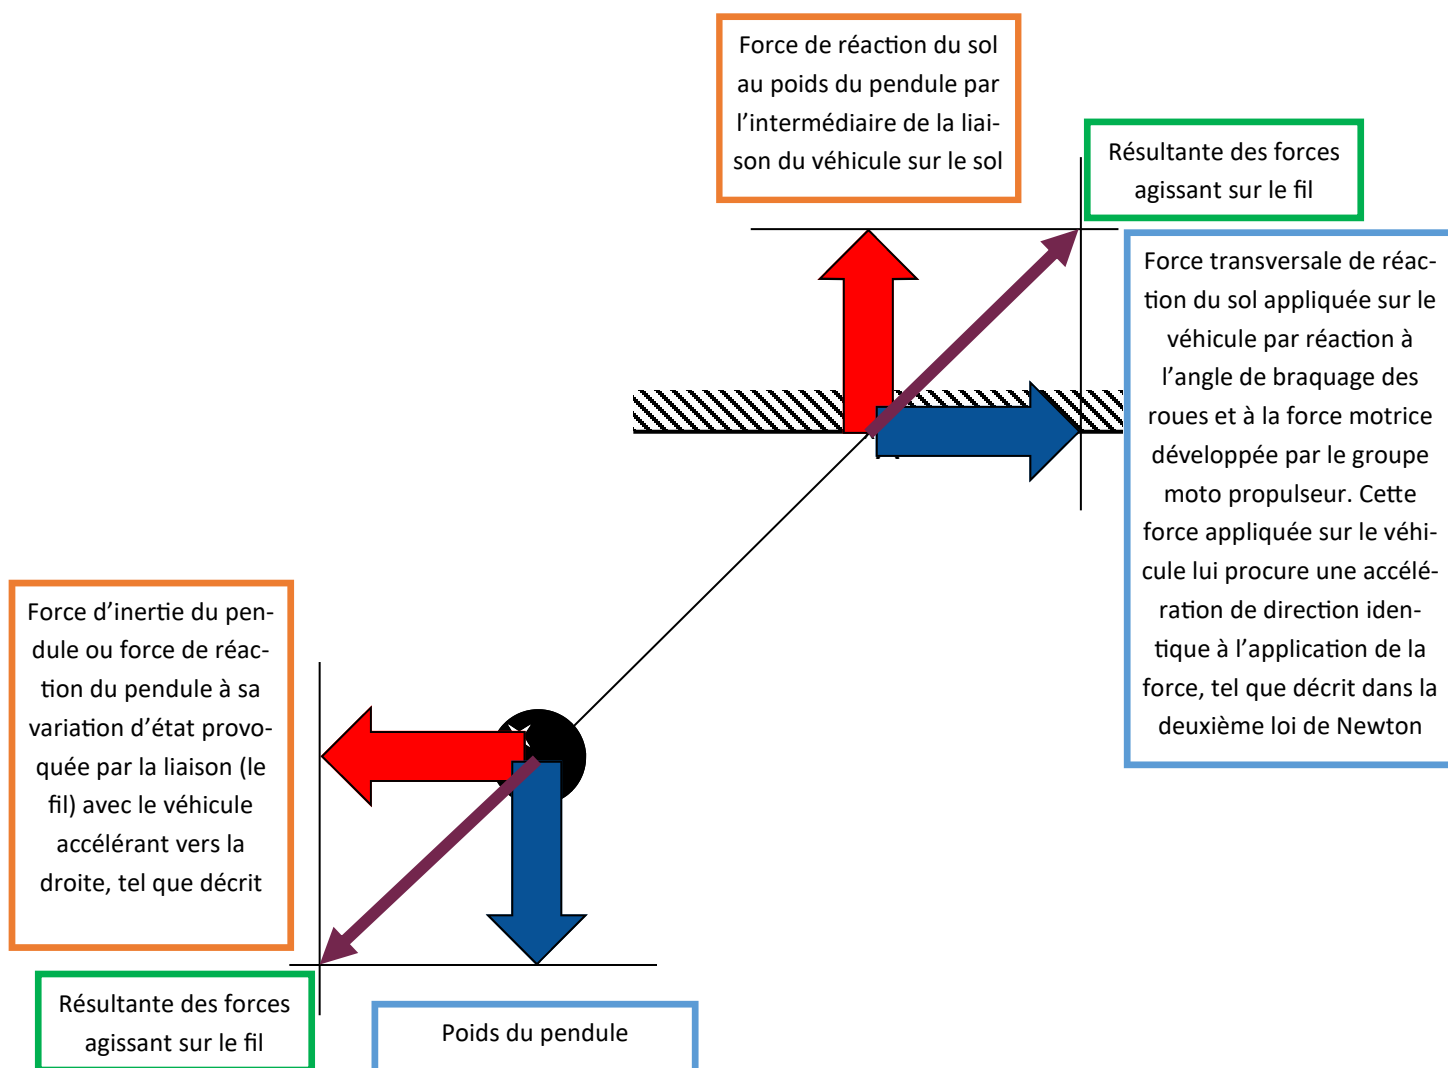 Force de réaction du sol
au poids du pendule par
l’intermédiaire de la liai-
son du véhicule sur le sol
Résultante des forces
agissant sur le fil
Force transversale de réac-
tion du sol appliquée sur le
véhicule par réaction à
l’angle de braquage des
roues et à la force motrice
développée par le groupe
moto propulseur. Cette
force appliquée sur le véhi-
cule lui procure une accélé-
ration de direction iden-
tique à l’application de la
force, tel que décrit dans la
deuxième loi de Newton
Force d’inertie du pen-
dule ou force de réac-
tion du pendule à sa
variation d’état provo-
quée par la liaison (le
fil) avec le véhicule
accélérant vers la
droite, tel que décrit
Résultante des forces
agissant sur le fil
Poids du pendule